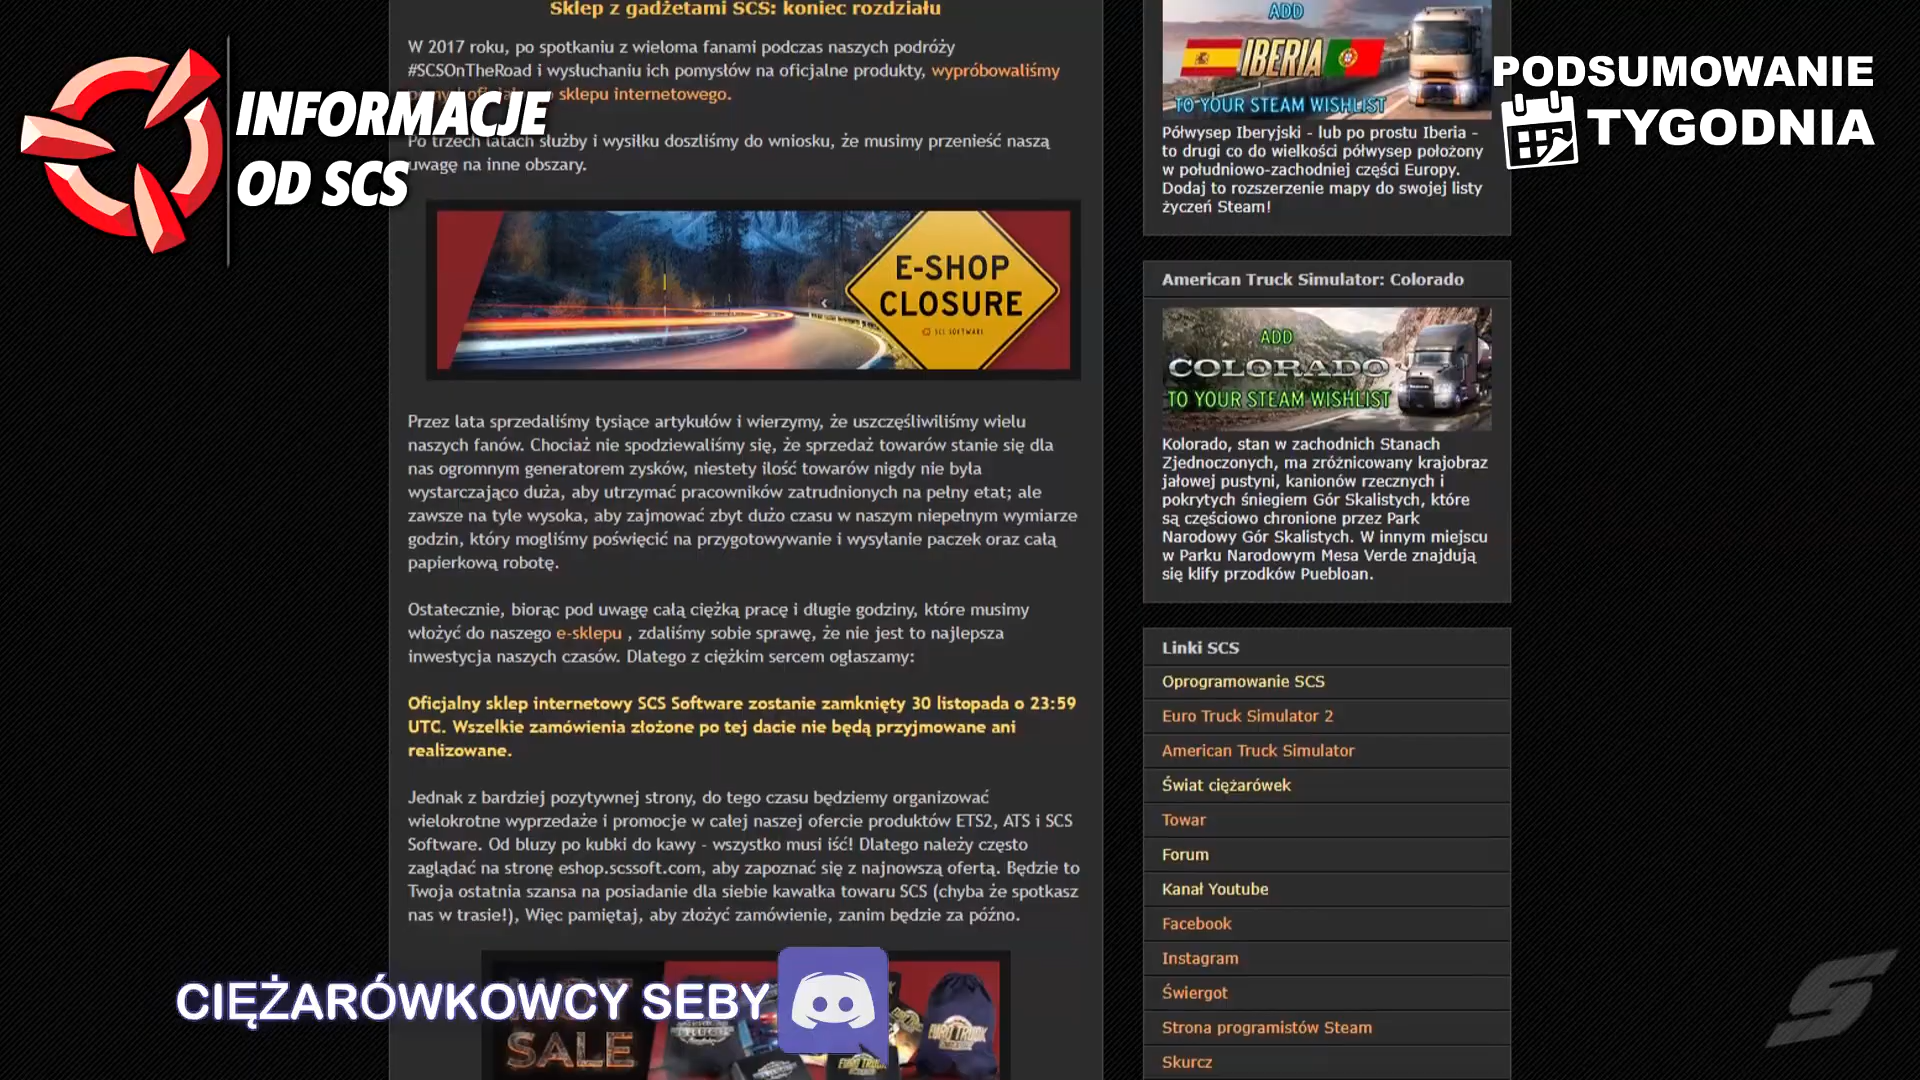 Sklep z gadżetami SCS: koniec rozdziału
W 2017 roku, po spotkaniu z wieloma fanami podczas naszych podróży
#SCSOnTheRoad i wysłuchaniu ich pomysłów na oficjalne produkty, wypróbowaliśmy
sklepu internetowego.
Po trzech latach służby i wysiłku doszliśmy do wniosku, że musimy przenieść naszą
uwagę na inne obszary.
INFORMACJE
OD SCS
E-SHOP
CLOSURE
SCS SOFTWARE
Przez lata sprzedaliśmy tysiące artykułów i wierzymy, że uszczęśliwiliśmy wielu
naszych fanów. Chociaż nie spodziewaliśmy się, że sprzedaż towarów stanie się dla
nas ogromnym generatorem zysków, niestety ilość towarów nigdy nie była
wystarczająco duża, aby utrzymać pracowników zatrudnionych na pełny etat; ale
zawsze na tyle wysoka, aby zajmować zbyt dużo czasu w naszym niepełnym wymiarze
godzin, który mogliśmy poświęcić na przygotowywanie i wysyłanie paczek oraz całą
papierkową robotę.
Ostatecznie, biorąc pod uwagę całą ciężką pracę i długie godziny, które musimy
włożyć do naszego e-sklepu , zdaliśmy sobie sprawę, że nie jest to najlepsza
inwestycja naszych czasów. Dlatego z ciężkim sercem ogłaszamy:
Oficjalny sklep internetowy SCS Software zostanie zamknięty 30 listopada o 23:59
UTC. Wszelkie zamówienia złożone po tej dacie nie będą przyjmowane ani
realizowane.
Jednak z bardziej pozytywnej strony, do tego czasu będziemy organizować
wielokrotne wyprzedaże i promocje w całej naszej ofercie produktów ETS2, ATS i SCS
Software. Od bluzy po kubki do kawy - wszystko musi iść! Dlatego należy często
zaglądać na stronę eshop.scssoft.com, aby zapoznać się z najnowszą ofertą. Będzie to
Twoja ostatnia szansa na posiadanie dla siebie kawałka towaru SCS (chyba że spotkasz
nas w trasie!), Więc pamiętaj, aby złożyć zamówienie, zanim będzie za późno.
CIĘŻARÓWKOWCY SEBY
SALE
EURO TRUCK
ADD
IBERIA
TO YOUR STEAM WISHLIST
Półwysep Iberyjski - lub po prostu Iberia -
to drugi co do wielkości półwysep położony
w południowo-zachodniej części Europy.
Dodaj to rozszerzenie mapy do swojej listy
życzeń Steam!
PODSUMOWANIE
TYGODNIA
American Truck Simulator: Colorado
ADD
COLORADO
TO YOUR STEAM WISHLIST
Kolorado, stan w zachodnich Stanach
Zjednoczonych, ma zróżnicowany krajobraz
jałowej pustyni, kanionów rzecznych i
pokrytych śniegiem Gór Skalistych, które
są częściowo chronione przez Park
Narodowy Gór Skalistych. W innym miejscu
w Parku Narodowym Mesa Verde znajdują
się klify przodków Puebloan.
Linki SCS
Oprogramowanie SCS
Euro Truck Simulator 2
American Truck Simulator
Świat ciężarówek
Towar
Forum
Kanał Youtube
Facebook
Instagram
Świergot
Strona programistów Steam
Skurcz